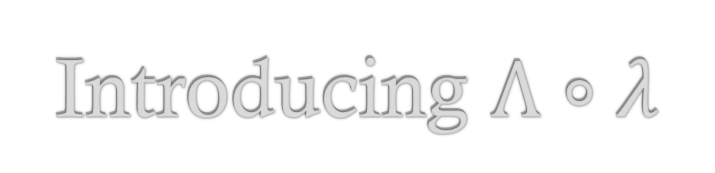 Introducing Λ ∘ λ